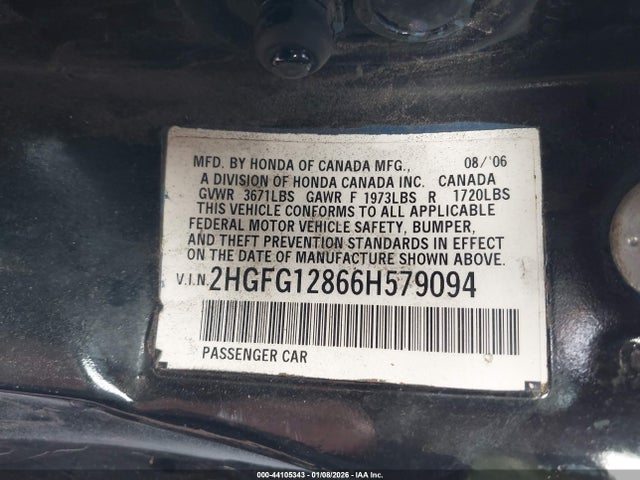 MFD. BY HONDA OF CANADA MFG., 08/'06
A DIVISION OF HONDA CANADA INC. CANADA
GVWR 3671LBS GAWR F 1973LBS R 1720LBS
THIS VEHICLE CONFORMS TO ALL APPLICABLE
FEDERAL MOTOR VEHICLE SAFETY, BUMPER,
AND THEFT PREVENTION STANDARDS IN EFFECT
ON THE DATE OF MANUFACTURE SHOWN ABOVE.
V.I.N. 2HGFG12866H579094
PASSENGER CAR
000-44105343 01/08/2026 IAA Inc.